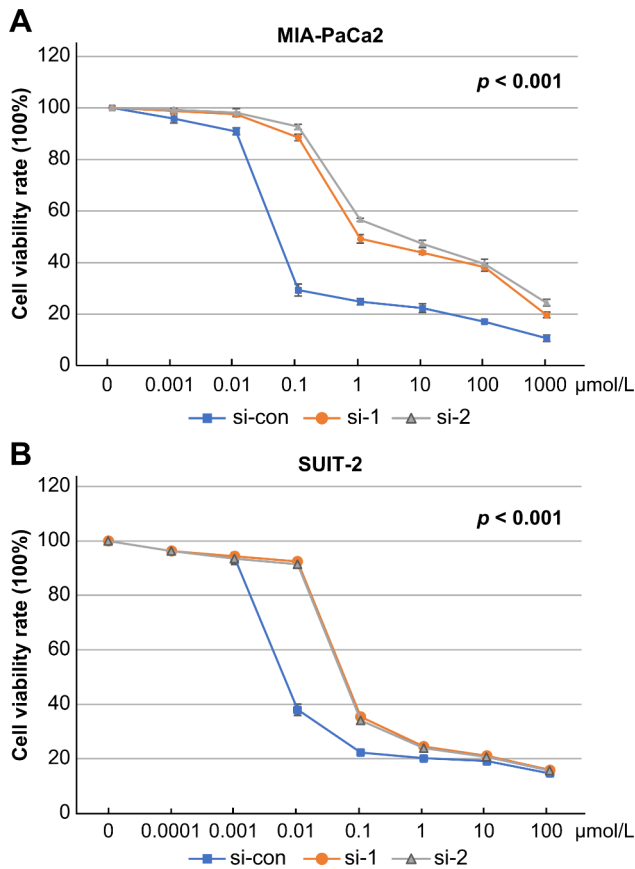 A
MIA-PaCa2
p < 0.001
Cell viability rate (100%)
120
100
80
60
40
20
0
0 0.001 0.01 0.1 1 10 100 1000 µmol/L
si-con si-1 si-2
B
SUIT-2
p < 0.001
Cell viability rate (100%)
120
100
80
60
40
20
0
0 0.0001 0.001 0.01 0.1 1 10 100 µmol/L
si-con si-1 si-2